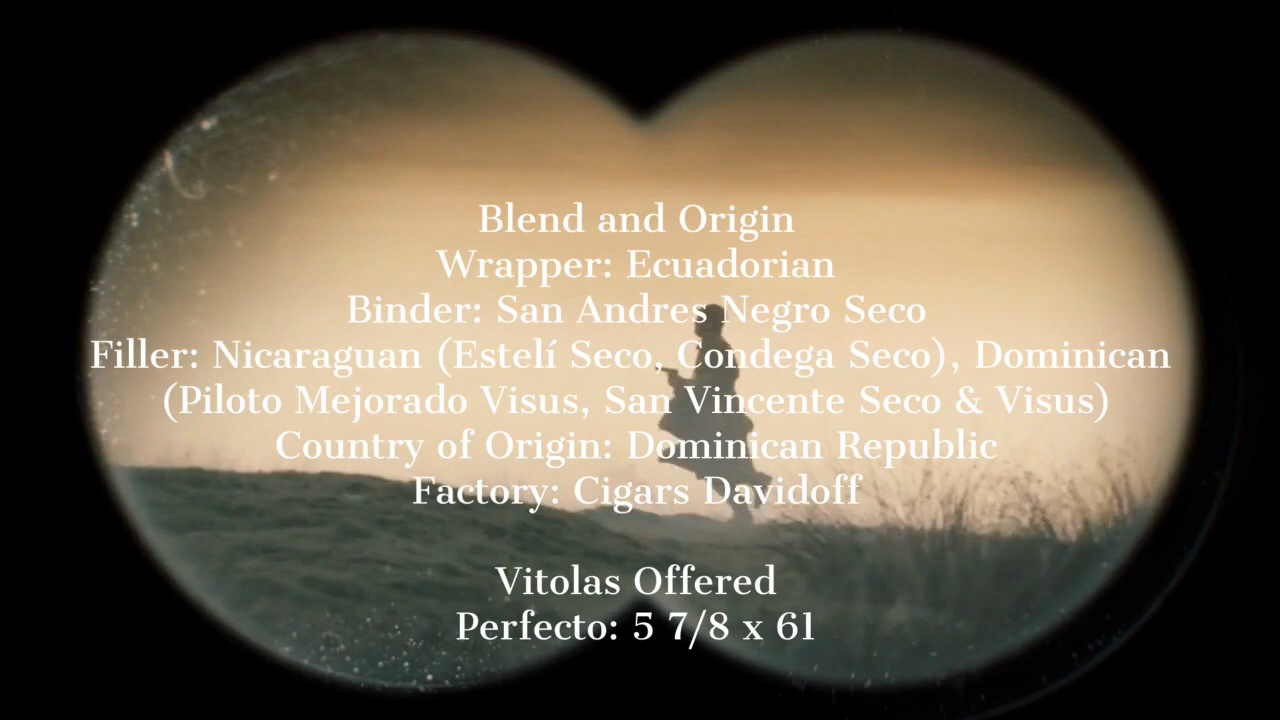 Blend and Origin
Wrapper: Ecuadorian
Binder: San Andres Negro Seco
Filler: Nicaraguan (Estelí Seco, Condega Seco), Dominican
(Piloto Mejorado Visus, San Vincente Seco & Visus)
Country of Origin: Dominican Republic
Factory: Cigars Davidoff
Vitolas Offered
Perfecto: 5 7/8 x 61